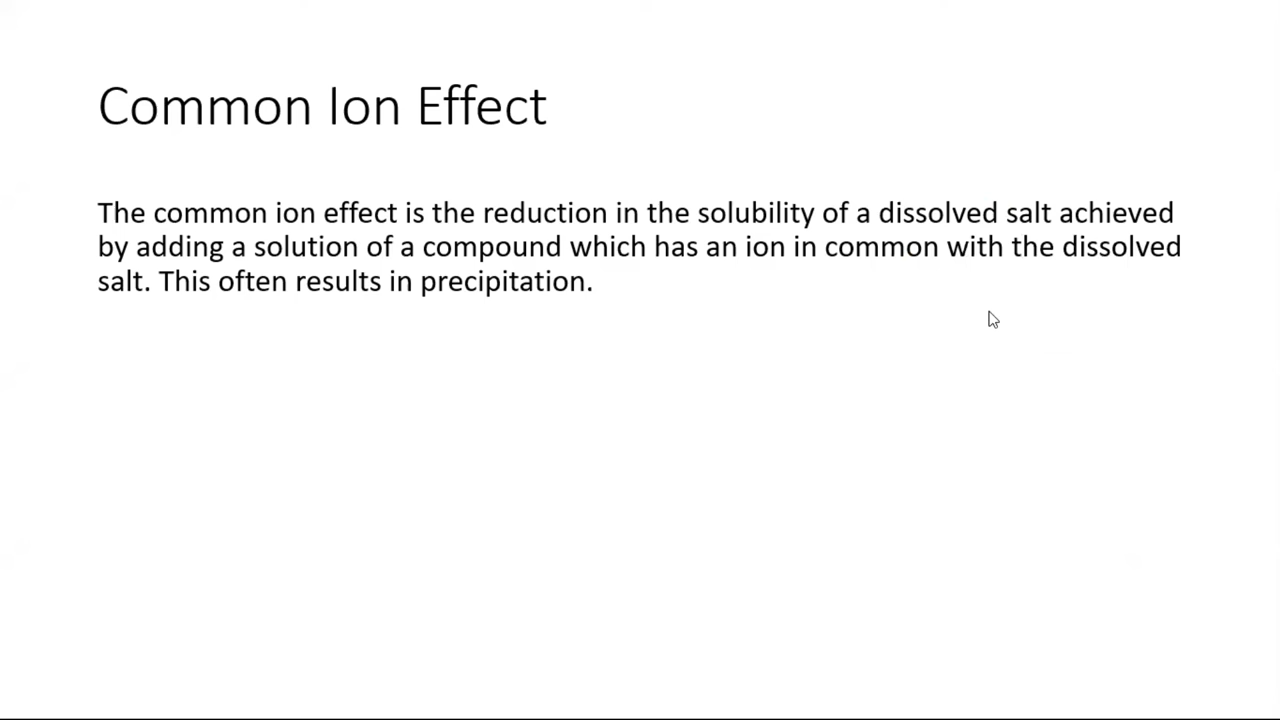 Common Ion Effect
The common ion effect is the reduction in the solubility of a dissolved salt achieved
by adding a solution of a compound which has an ion in common with the dissolved
salt. This often results in precipitation.